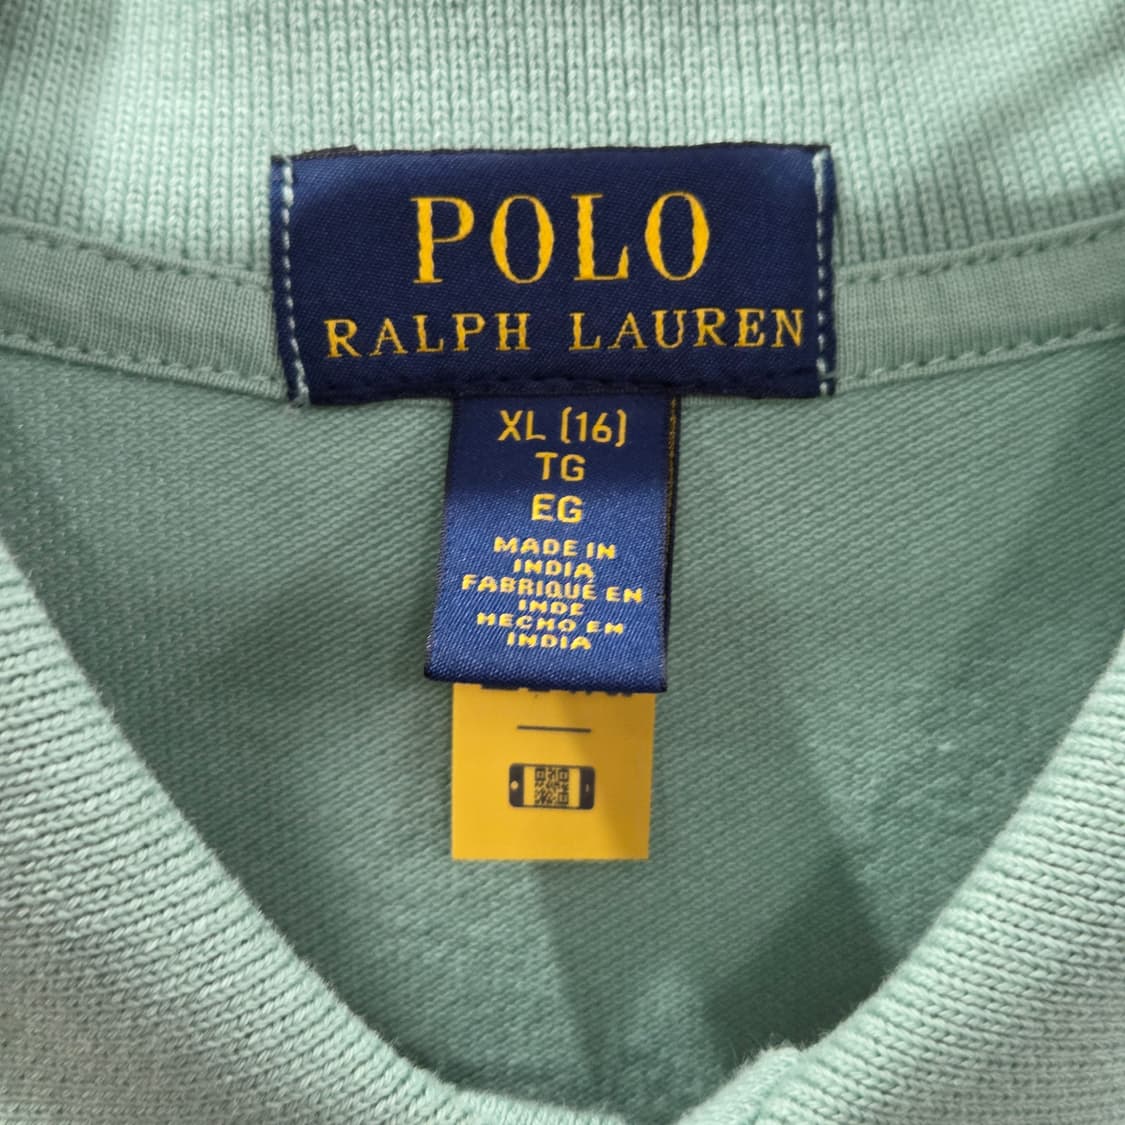 POLO
RALPH LAUREN
XL (16)
TG
EG
MADE IN
INDIA
FABRIQUÉ EN
INDE
HECHO EN
INDIA